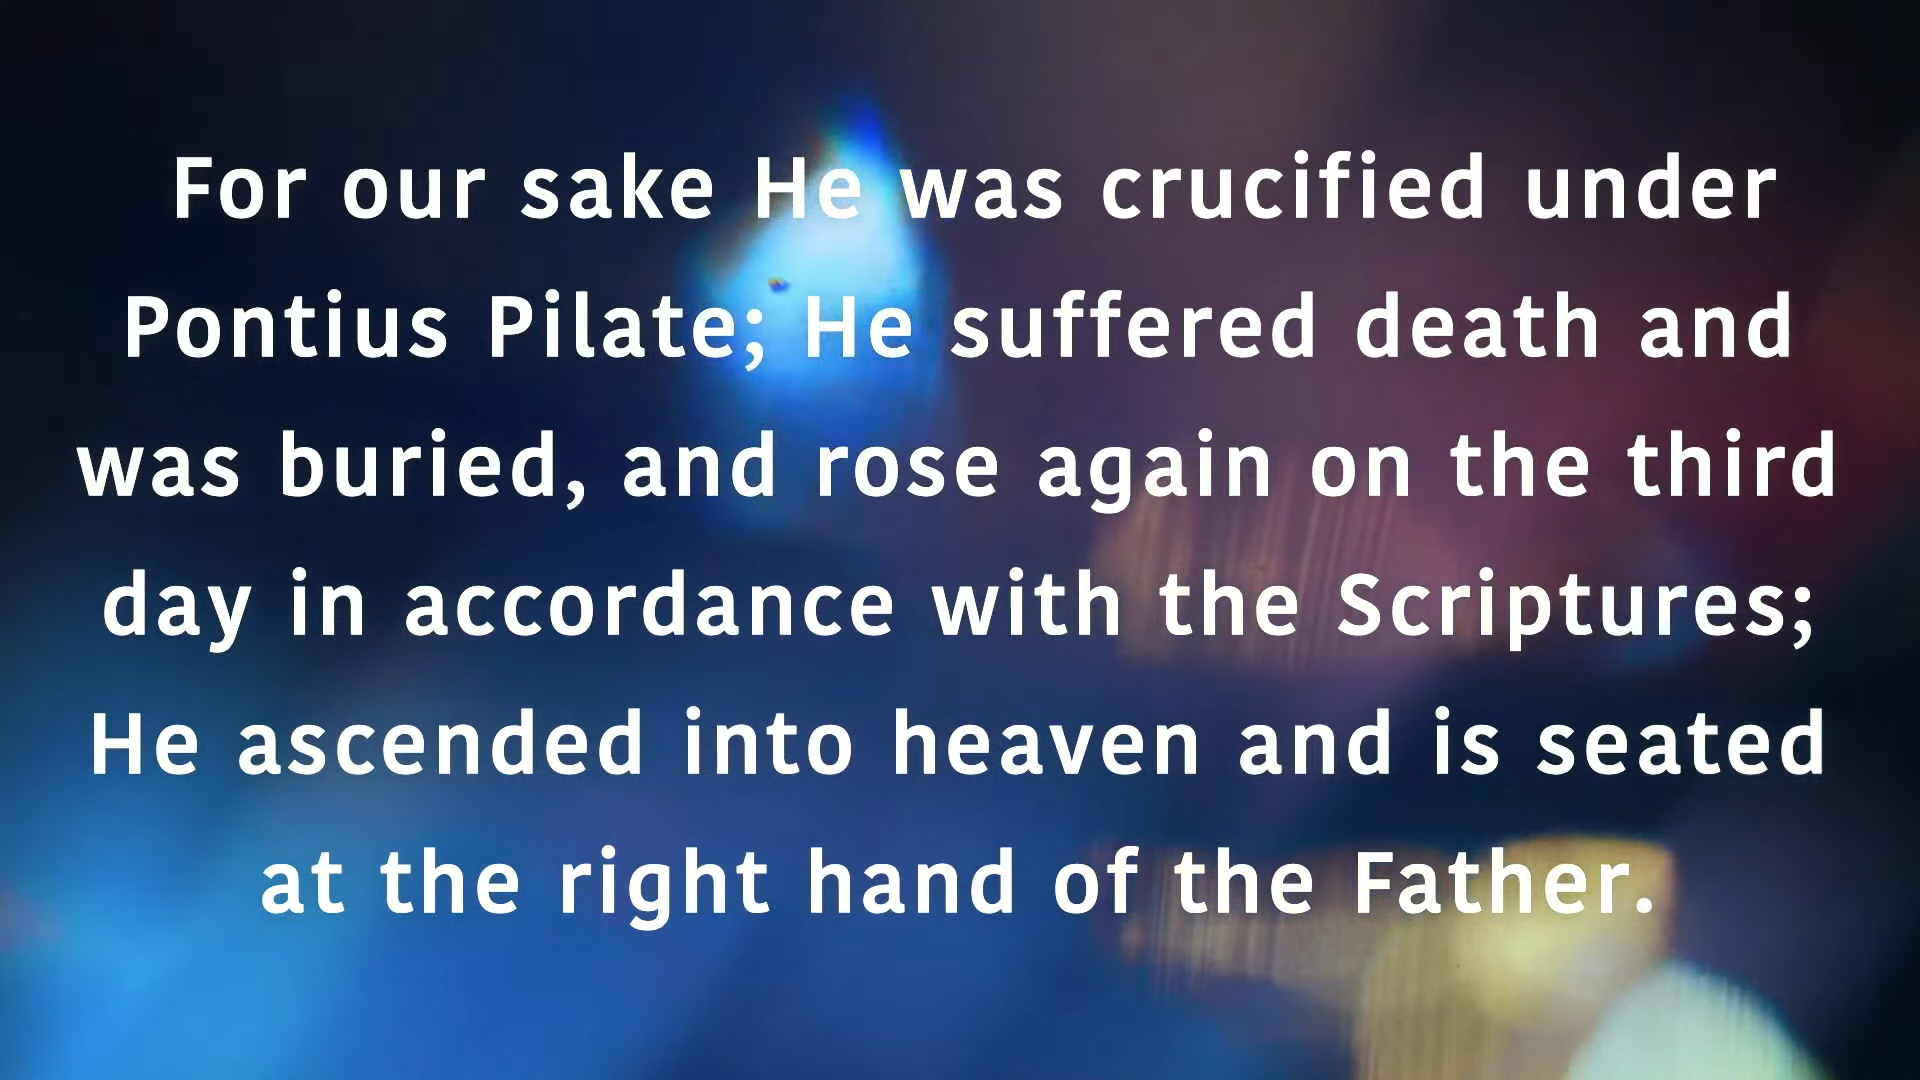 For our sake He was crucified under
Pontius Pilate; He suffered death and
was buried, and rose again on the third
day in accordance with the Scriptures;
He ascended into heaven and is seated
at the right hand of the Father.